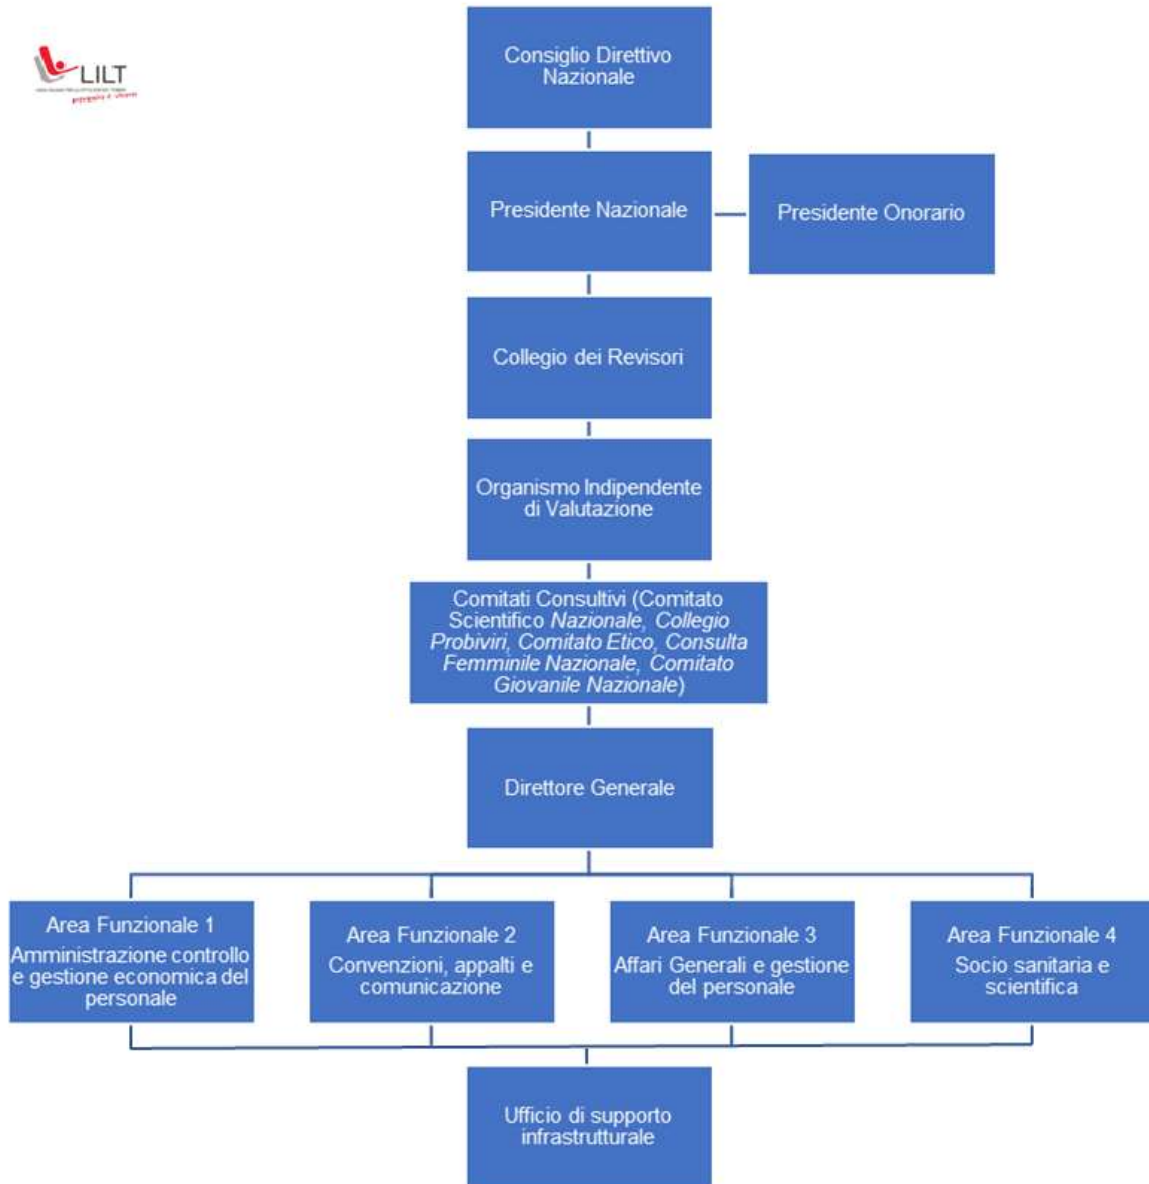 LILT
prevenire è vivere
Consiglio Direttivo
Nazionale
Presidente Nazionale
Presidente Onorario
Collegio dei Revisori
Organismo Indipendente
di Valutazione
Comitati Consultivi (Comitato
Scientifico Nazionale, Collegio
Probiviri, Comitato Etico, Consulta
Femminile Nazionale, Comitato
Giovanile Nazionale)
Direttore Generale
Area Funzionale 1
Amministrazione controllo
e gestione economica del
personale
Area Funzionale 2
Convenzioni, appalti e
comunicazione
Area Funzionale 3
Affari Generali e gestione
del personale
Area Funzionale 4
Socio sanitaria e
scientifica
Ufficio di supporto
infrastrutturale